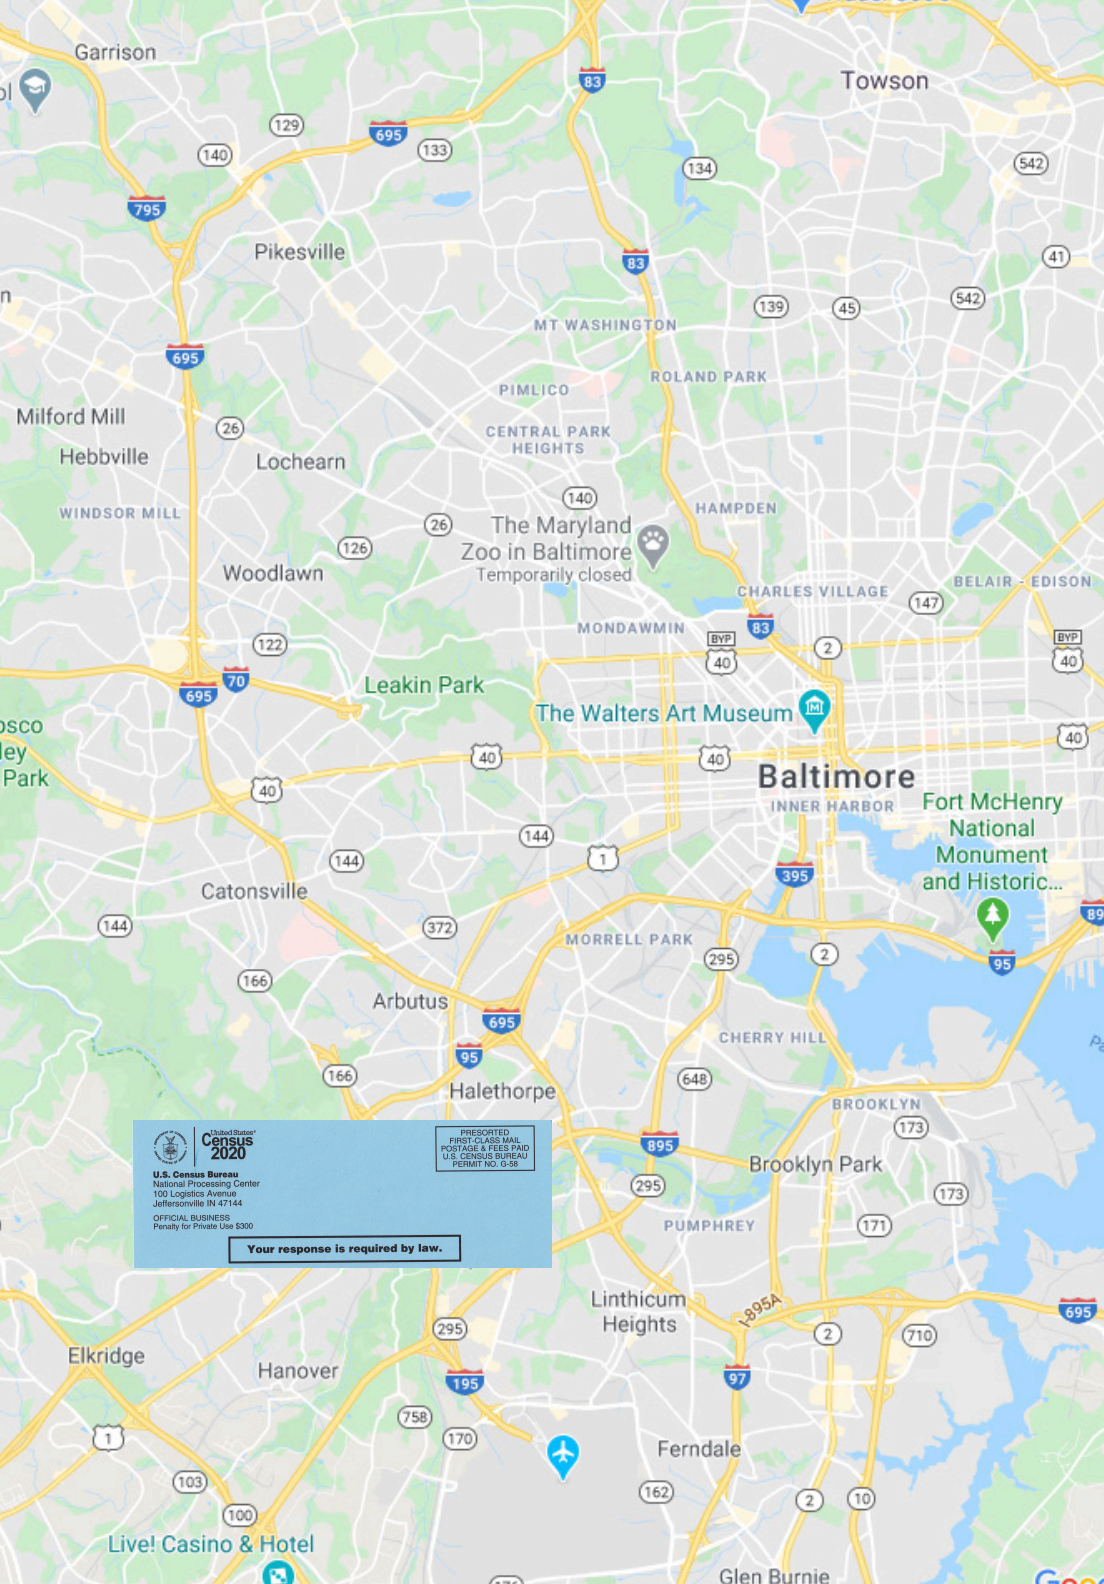 Garrison
83
Towson
129
695
133
140
134
542
795
Pikesville
83
41
542
139
45
MT WASHINGTON
695
ROLAND PARK
PIMLICO
Milford Mill
26
CENTRAL PARK
HEIGHTS
Hebbville
Lochearn
140
WINDSOR MILL
HAMPDEN
26
The Maryland
Zoo in Baltimore
Temporarily closed
126
Woodlawn
BELAIR - EDISON
CHARLES VILLAGE
147
MONDAWMIN
83
BYP
40
2
BYP
40
122
70
695
Leakin Park
The Walters Art Museum
M
40
osco
ley
Park
40
40
40
Baltimore
INNER HARBOR
Fort McHenry
National
Monument
and Historic...
144
1
144
395
Catonsville
89
144
372
MORRELL PARK
295
2
95
166
Arbutus
695
95
CHERRY HILL
Pa
166
648
Halethorpe
BROOKLYN
173
United States®
Census
2020
PRESORTED
FIRST-CLASS MAIL
POSTAGE & FEES PAID
U.S. CENSUS BUREAU
PERMIT NO. G-58
U.S. Census Bureau
National Processing Center
100 Logistics Avenue
Jeffersonville IN 47144
OFFICIAL BUSINESS
Penalty for Private Use $300
Your response is required by law.
895
Brooklyn Park
295
173
PUMPHREY
171
Linthicum
Heights
I-895A
695
295
2
710
Elkridge
Hanover
195
97
758
170
1
Ferndale
103
162
2
10
100
Live! Casino & Hotel
Glen Burnie